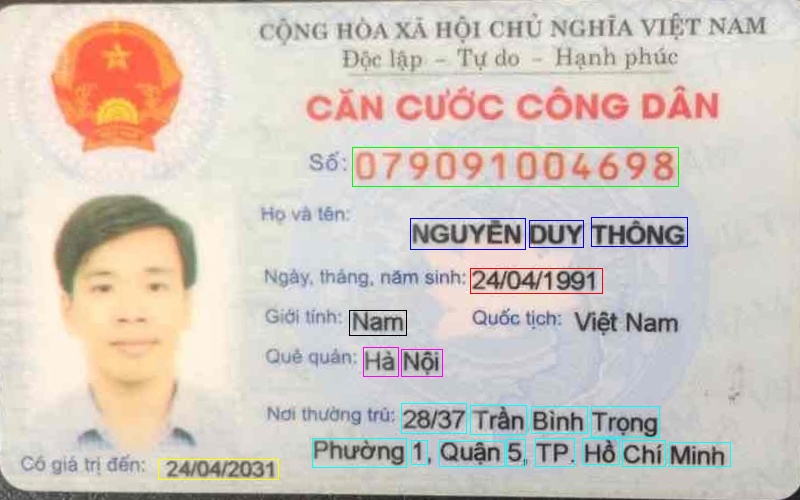 CỘNG HÒA XÃ HỘI CHỦ NGHĨA VIỆT NAM
Độc lập - Tự do - Hạnh phúc
CĂN CƯỚC CÔNG DÂN
Số: 079091004698
Họ và tên:
NGUYỄN DUY THÔNG
Ngày, tháng, năm sinh: 24/04/1991
Giới tính: Nam Quốc tịch: Việt Nam
Quê quán: Hà Nội
Nơi thường trú: 28/37 Trần Bình Trọng
Phường 1, Quận 5, TP. Hồ Chí Minh
Có giá trị đến: 24/04/2031